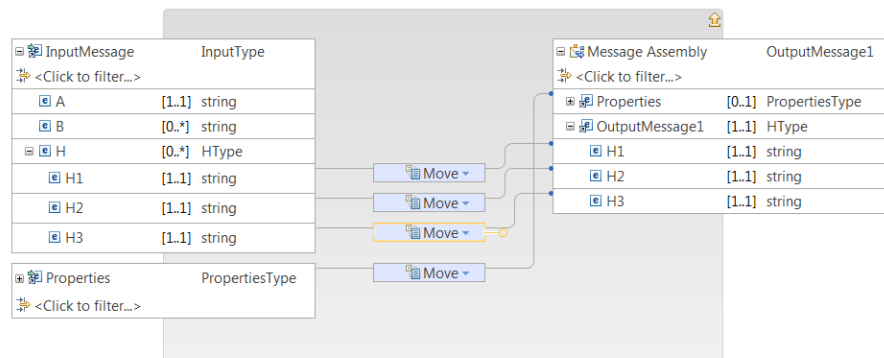 InputMessage InputType
<Click to filter...>
A [1..1] string
B [0..*] string
H [0..*] HType
H1 [1..1] string
H2 [1..1] string
H3 [1..1] string
Properties PropertiesType
<Click to filter...>
Move
Move
Move
Move
Message Assembly OutputMessage1
<Click to filter...>
Properties [0..1] PropertiesType
OutputMessage1 [1..1] HType
H1 [1..1] string
H2 [1..1] string
H3 [1..1] string